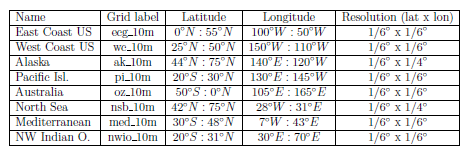 Name Grid label Latitude Longitude Resolution (lat x lon)
East Coast US ecg_10m 0°N : 55°N 100°W : 50°W 1/6° x 1/6°
West Coast US wc_10m 25°N : 50°N 150°W : 110°W 1/6° x 1/6°
Alaska ak_10m 44°N : 75°N 140°E : 120°W 1/6° x 1/4°
Pacific Isl. pi_10m 20°S : 30°N 130°E : 145°W 1/6° x 1/6°
Australia oz_10m 50°S : 0°N 105°E : 165°E 1/6° x 1/6°
North Sea nsb_10m 42°N : 75°N 28°W : 31°E 1/6° x 1/4°
Mediterranean med_10m 30°S : 48°N 7°W : 43°E 1/6° x 1/6°
NW Indian O. nwio_10m 20°S : 31°N 30°E : 70°E 1/6° x 1/6°